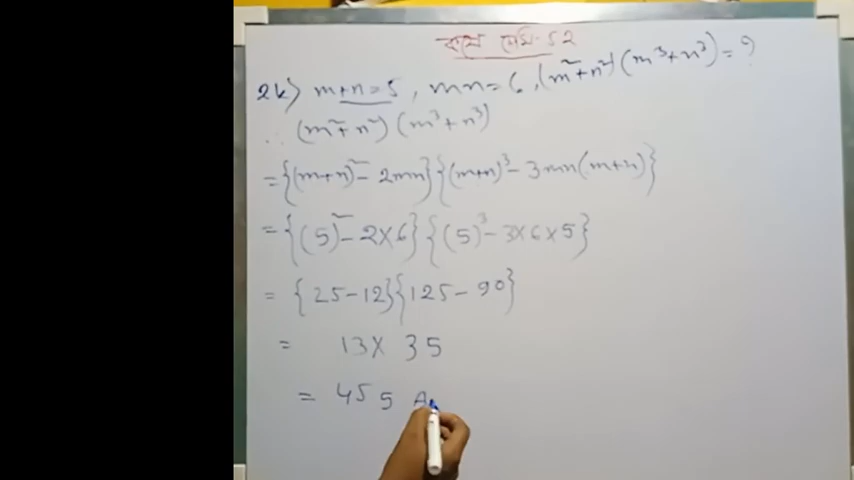 কষে দেখি-5.2
2k) m+n=5, mn=6, (m²+n²)(m³+n³)=?
∴ (m²+n²)(m³+n³)
={(m+n)²-2mn}{(m+n)³-3mn(m+n)}
={(5)²-2×6}{(5)³-3×6×5}
={25-12}{125-90}
= 13×35
= 455 A